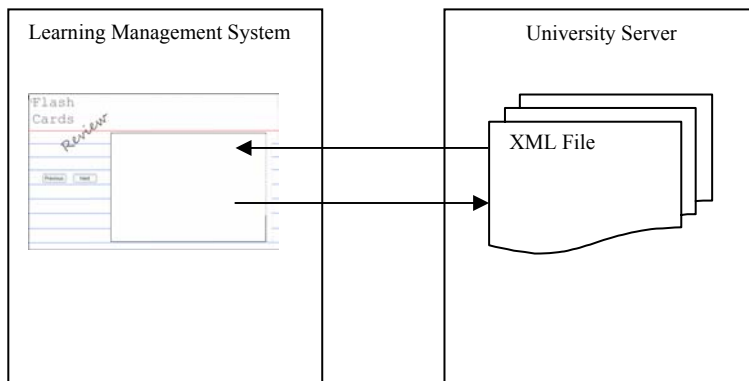 Learning Management System
University Server
Flash
Cards
Review
Previous Next
XML File